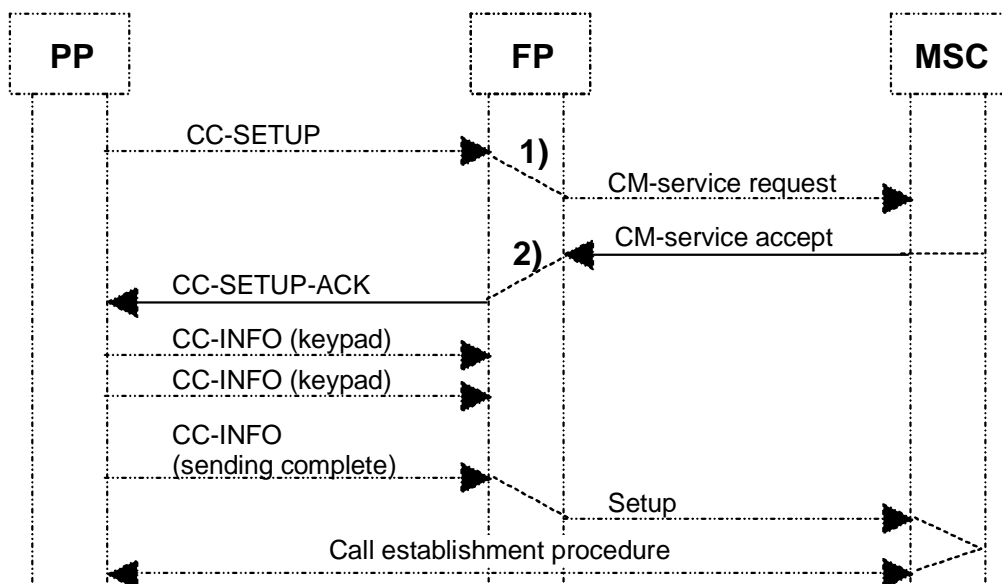 PP FP MSC
CC-SETUP
1)
CM-service request
CM-service accept
2)
CC-SETUP-ACK
CC-INFO (keypad)
CC-INFO (keypad)
CC-INFO
(sending complete)
Setup
Call establishment procedure